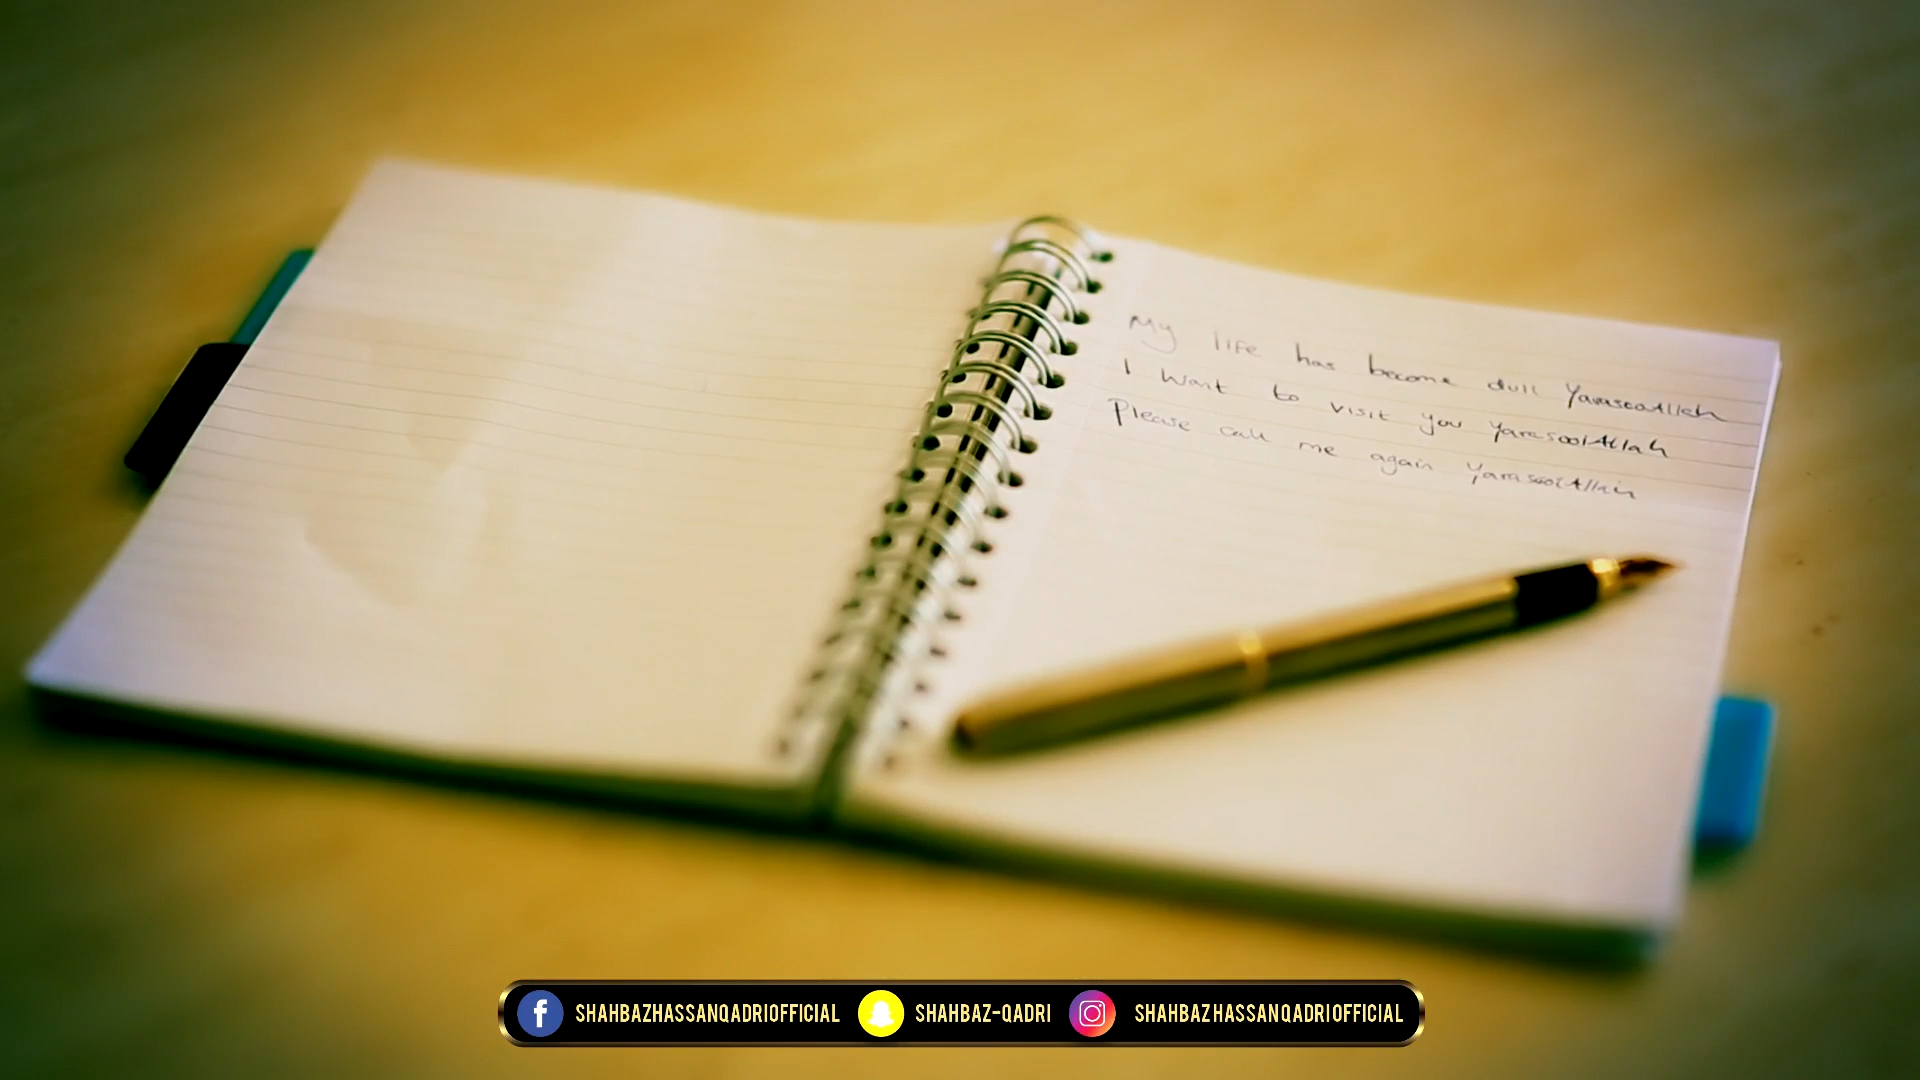 My life has become dull YarasoolAllah
I want to visit you YarasoolAllah
Please call me again YarasoolAllah
SHAHBAZHASSANQADRIOFFICIAL SHAHBAZ-QADRI SHAHBAZHASSANQADRIOFFICIAL